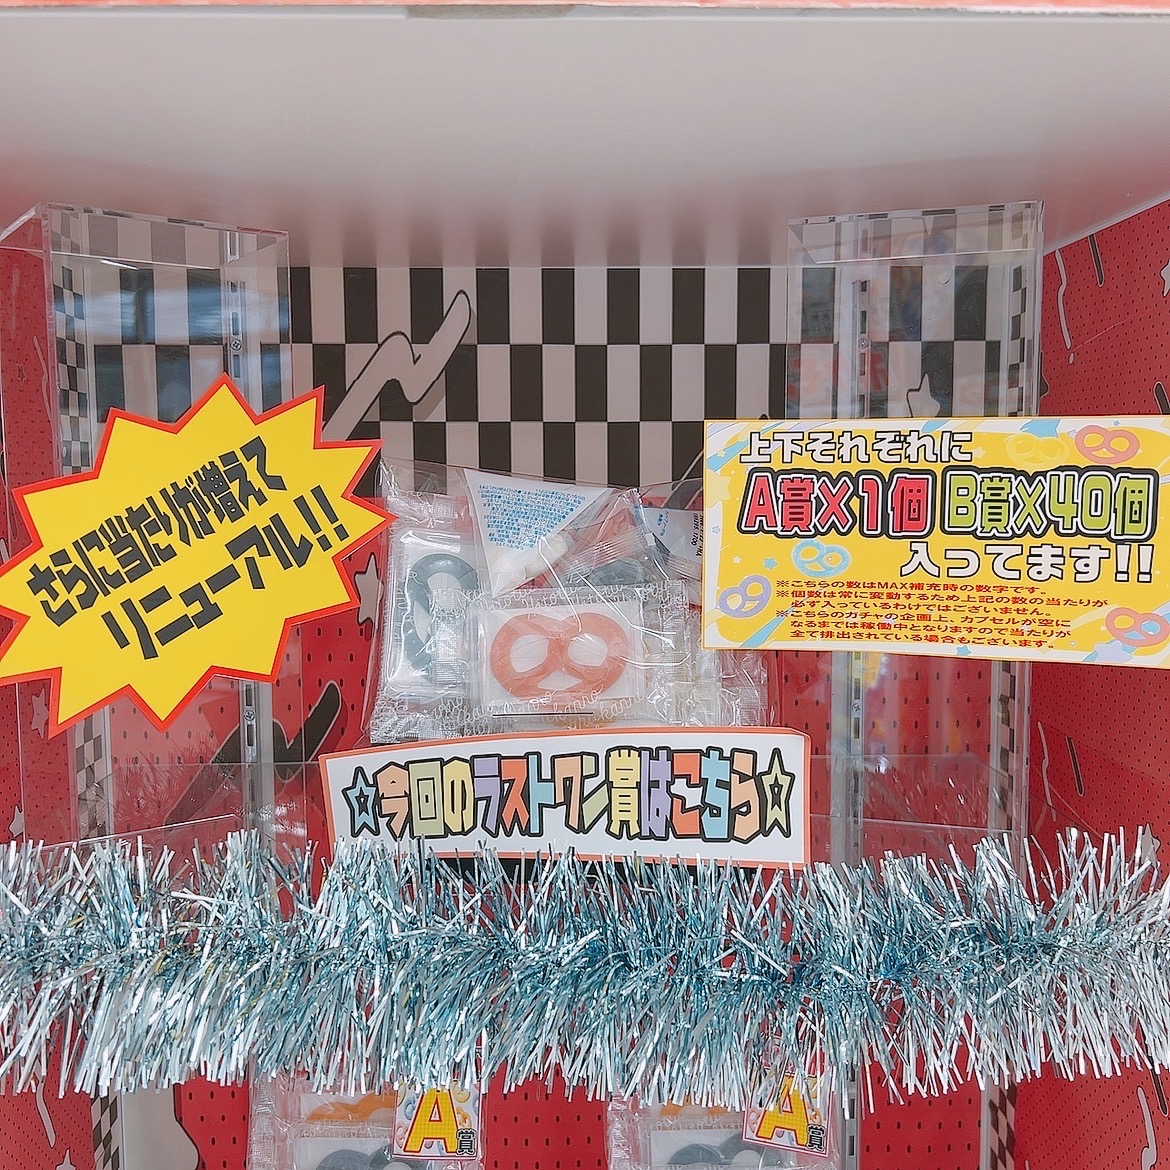 さらに当たりが増えて
リニューアル!!
上下それぞれに
A賞×1個 B賞×40個
入ってます!!
※こちらの数はMAX補充時の数字です。
※個数は常に変動するため上記の数の当たりが
必ず入っているわけではございません。
※こちらのガチャの企画上、カプセルが空に
なるまでは稼働中となりますので当たりが
全て排出されている場合もございます。
☆今回のラストワン賞はこちら☆
A賞
A賞